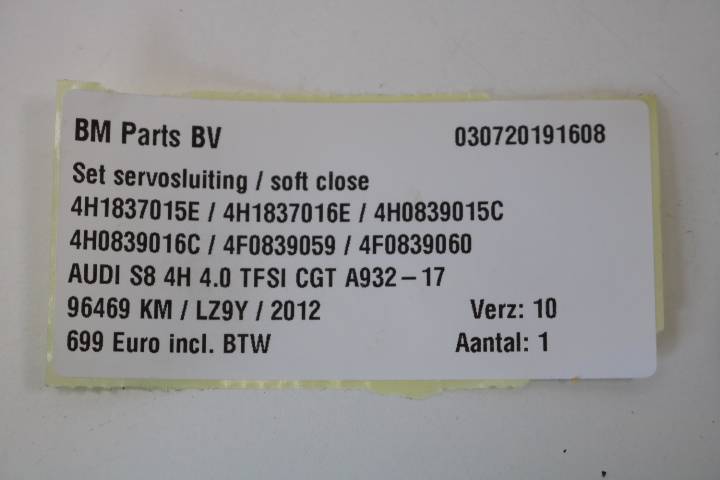 BM Parts BV 030720191608
Set servosluiting / soft close
4H1837015E / 4H1837016E / 4H0839015C
4H0839016C / 4F0839059 / 4F0839060
AUDI S8 4H 4.0 TFSI CGT A932-17
96469 KM / LZ9Y / 2012 Verz: 10
699 Euro incl. BTW Aantal: 1